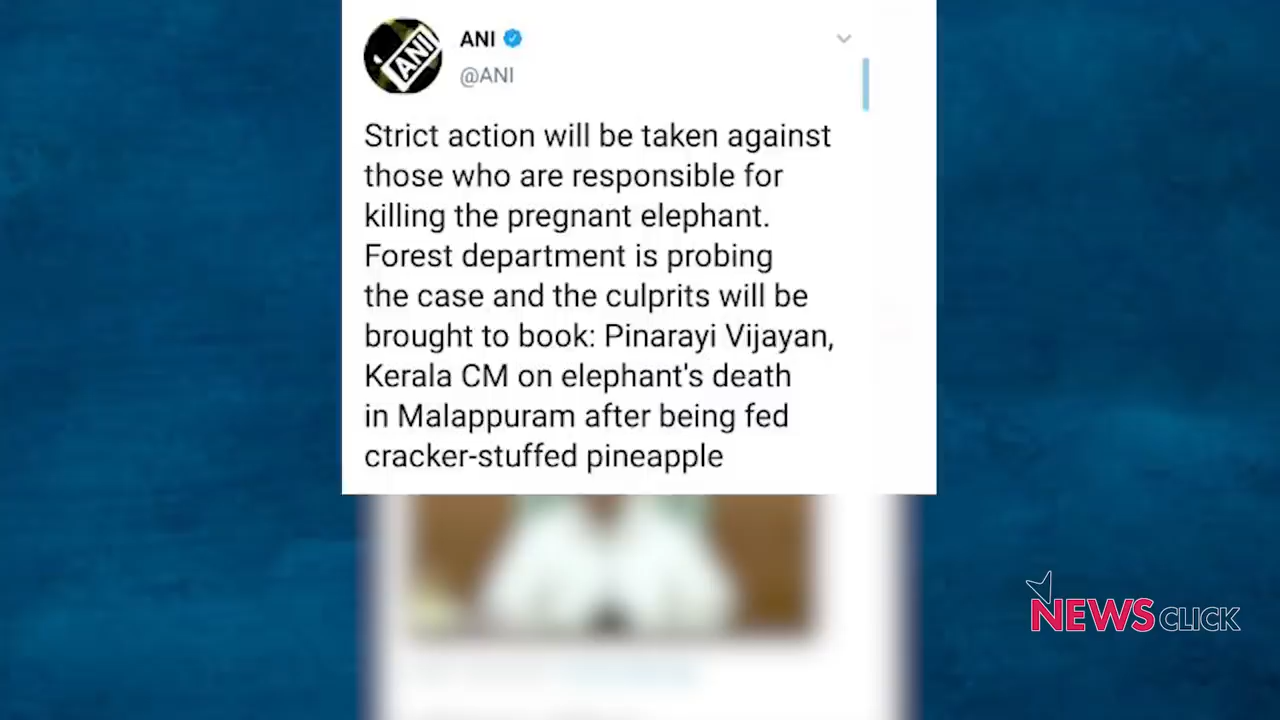 ANI
@ANI
Strict action will be taken against
those who are responsible for
killing the pregnant elephant.
Forest department is probing
the case and the culprits will be
brought to book: Pinarayi Vijayan,
Kerala CM on elephant's death
in Malappuram after being fed
cracker-stuffed pineapple
ANI
NEWSCLICK